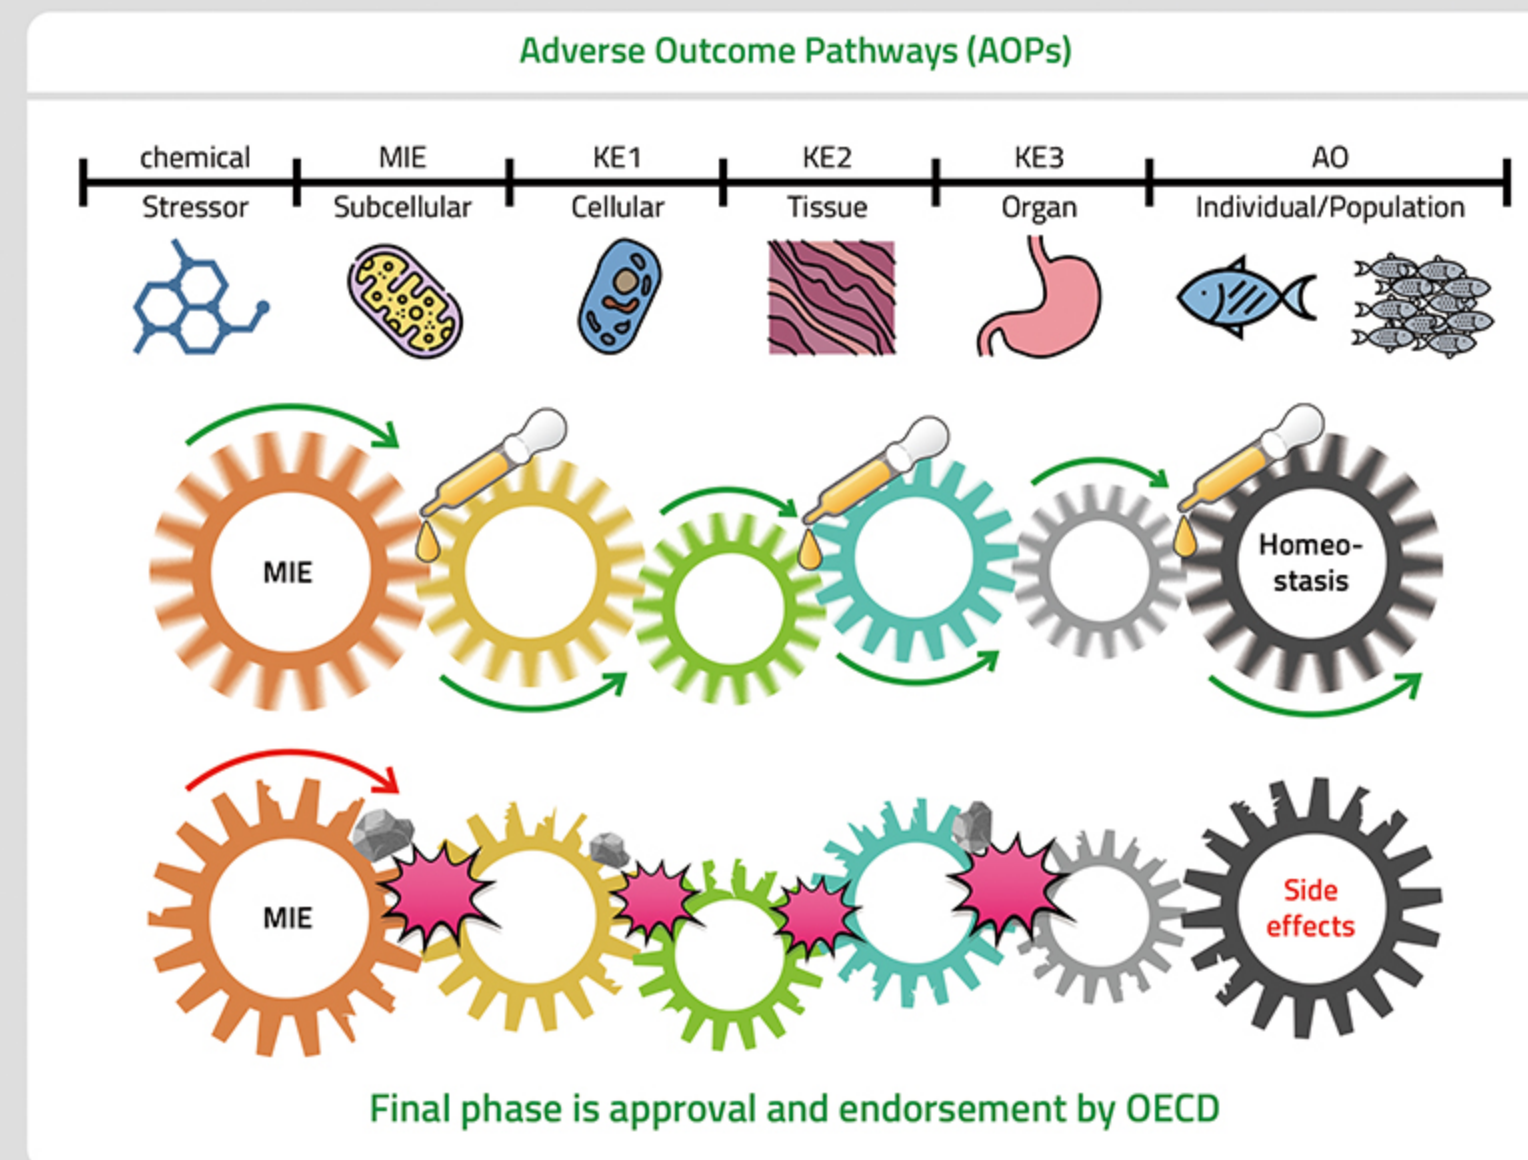 Adverse Outcome Pathways (AOPs)
chemical MIE KE1 KE2 KE3 AO
Stressor Subcellular Cellular Tissue Organ Individual/Population
MIE
Homeo-
stasis
MIE
Side
effects
Final phase is approval and endorsement by OECD